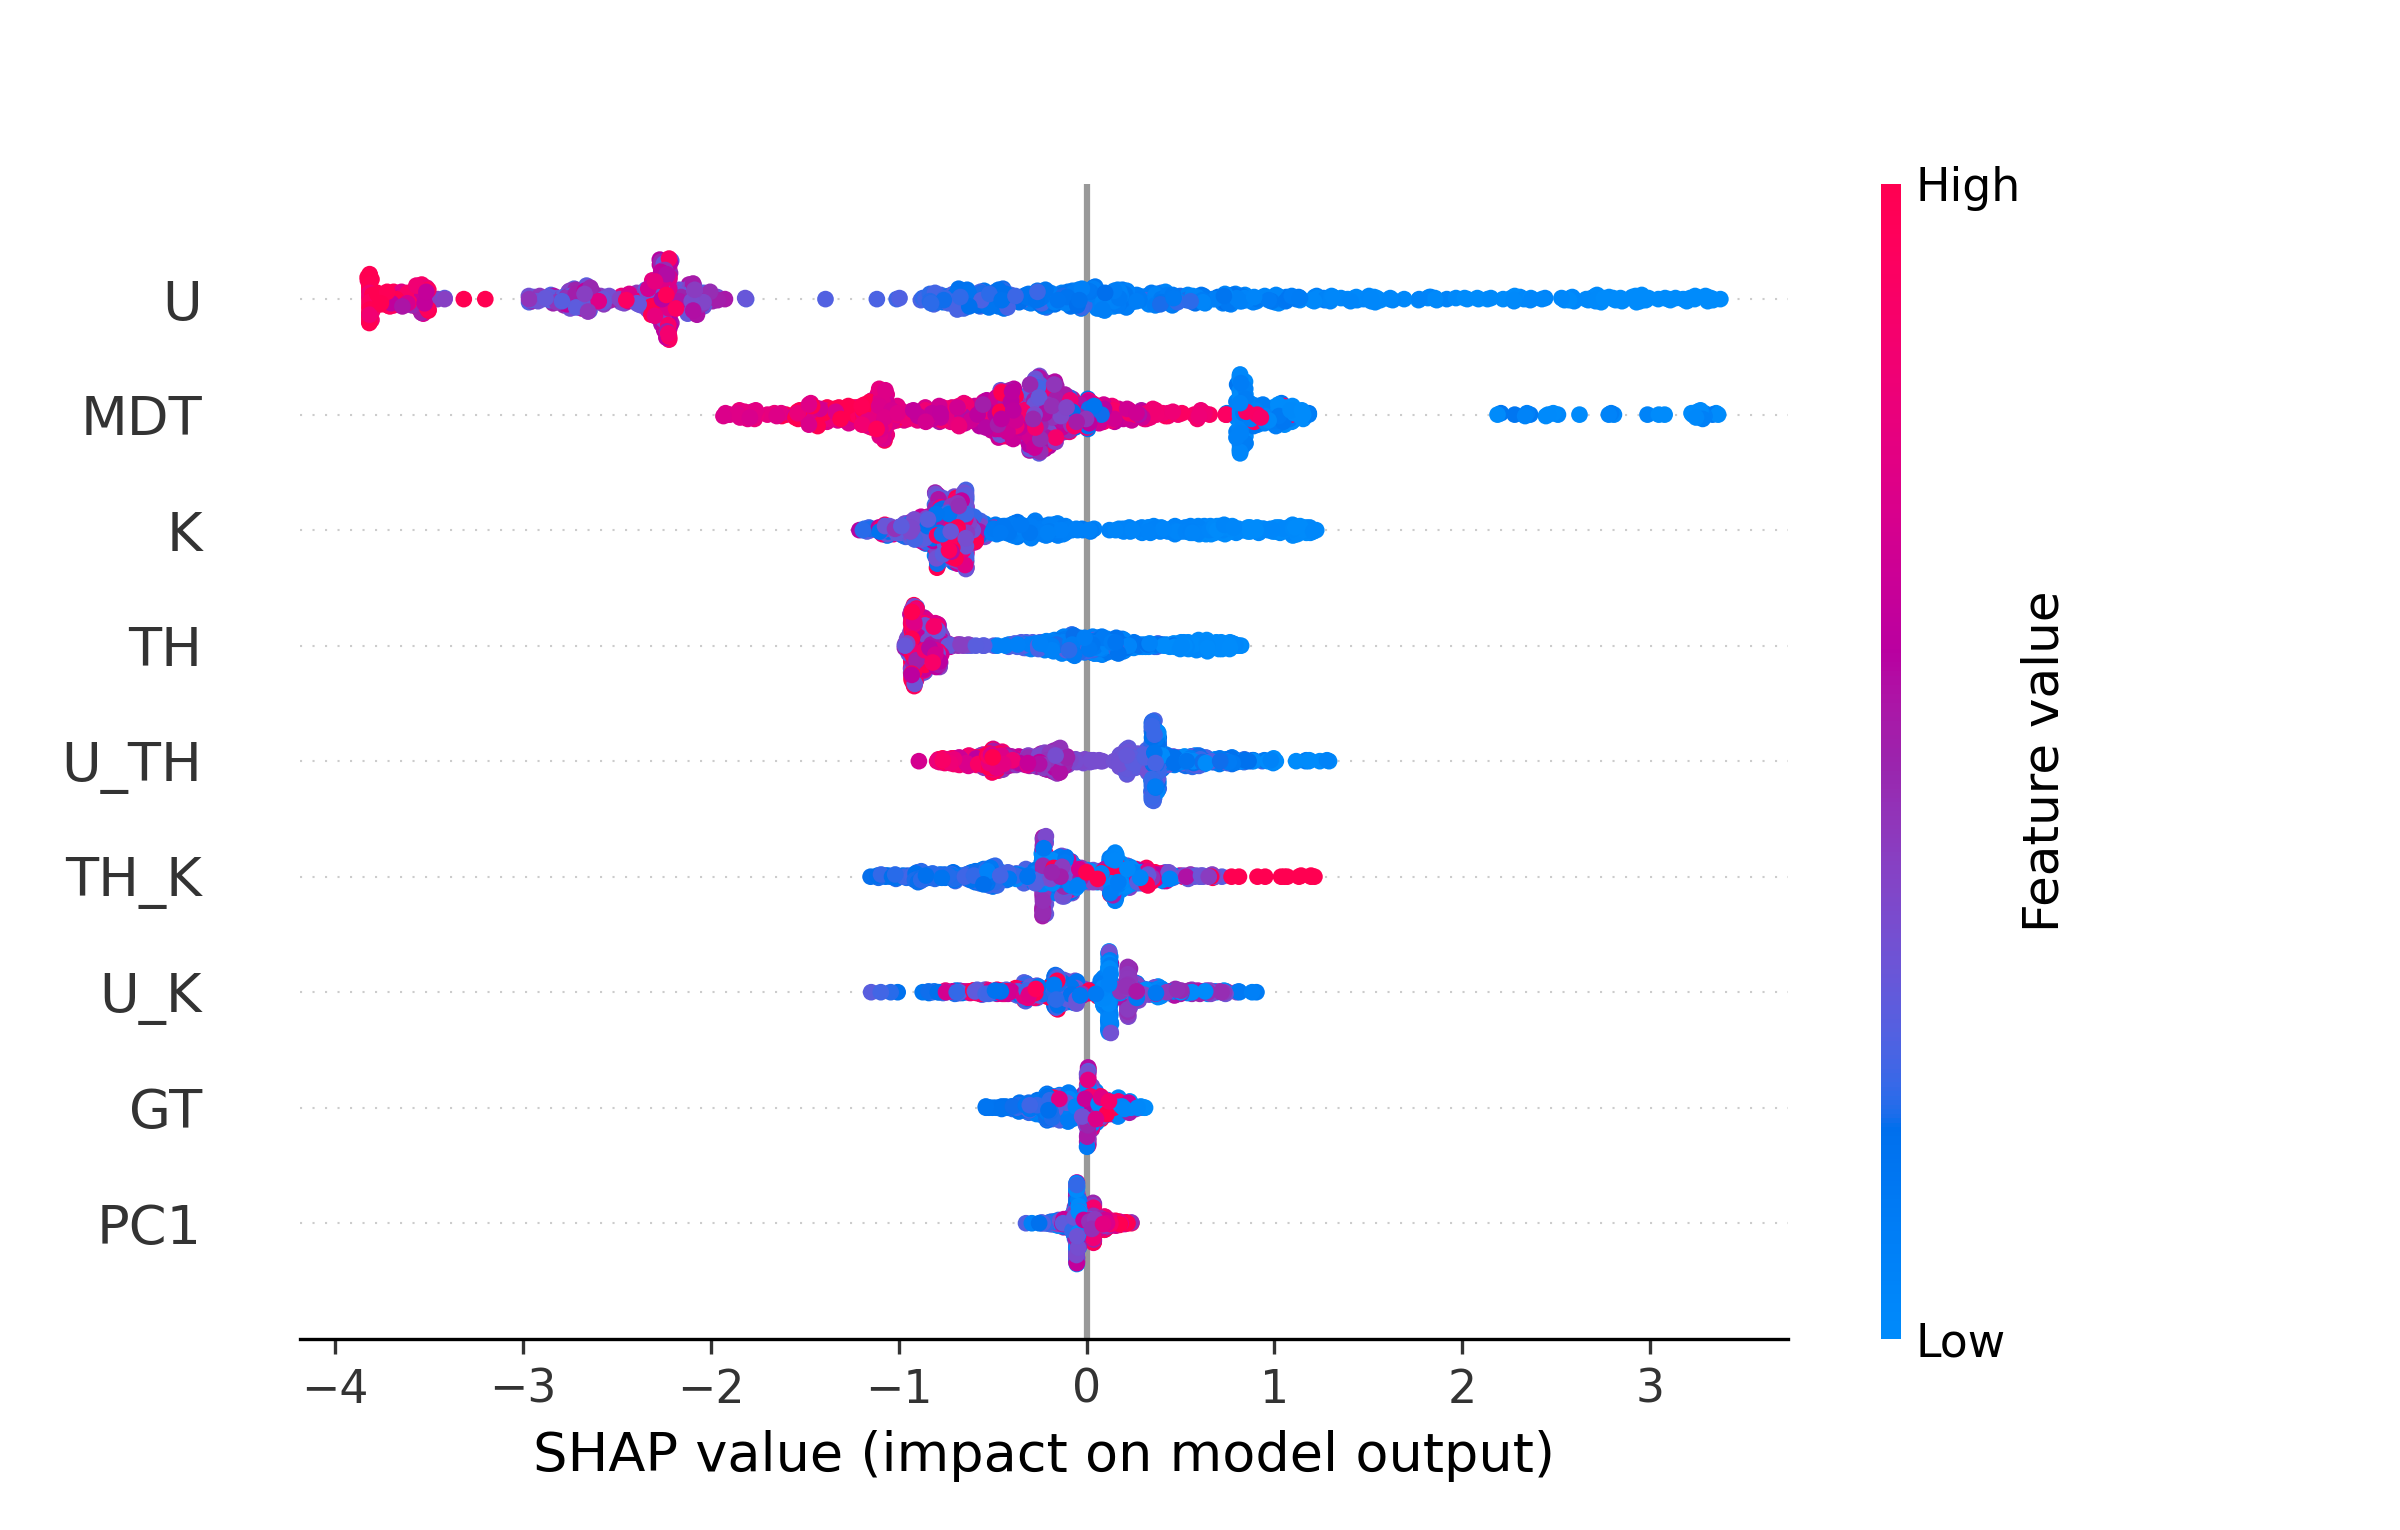 High
U
MDT
K
TH
U_TH
TH_K
U_K
GT
PC1
Low
Feature value
−4 −3 −2 −1 0 1 2 3
SHAP value (impact on model output)